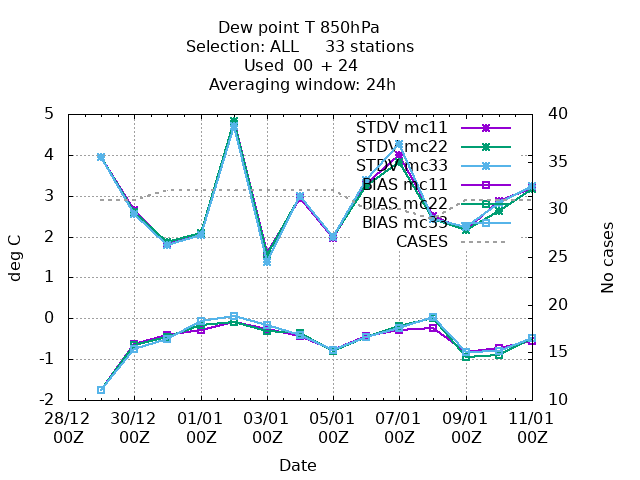 Dew point T 850hPa
Selection: ALL 33 stations
Used 00 + 24
Averaging window: 24h
5
4
3
2
1
0
-1
-2
deg C
40
35
30
25
20
15
10
No cases
STDV mc11
STDV mc22
STDV mc33
BIAS mc11
BIAS mc22
BIAS mc33
CASES
28/12 30/12 01/01 03/01 05/01 07/01 09/01 11/01
00Z 00Z 00Z 00Z 00Z 00Z 00Z 00Z
Date